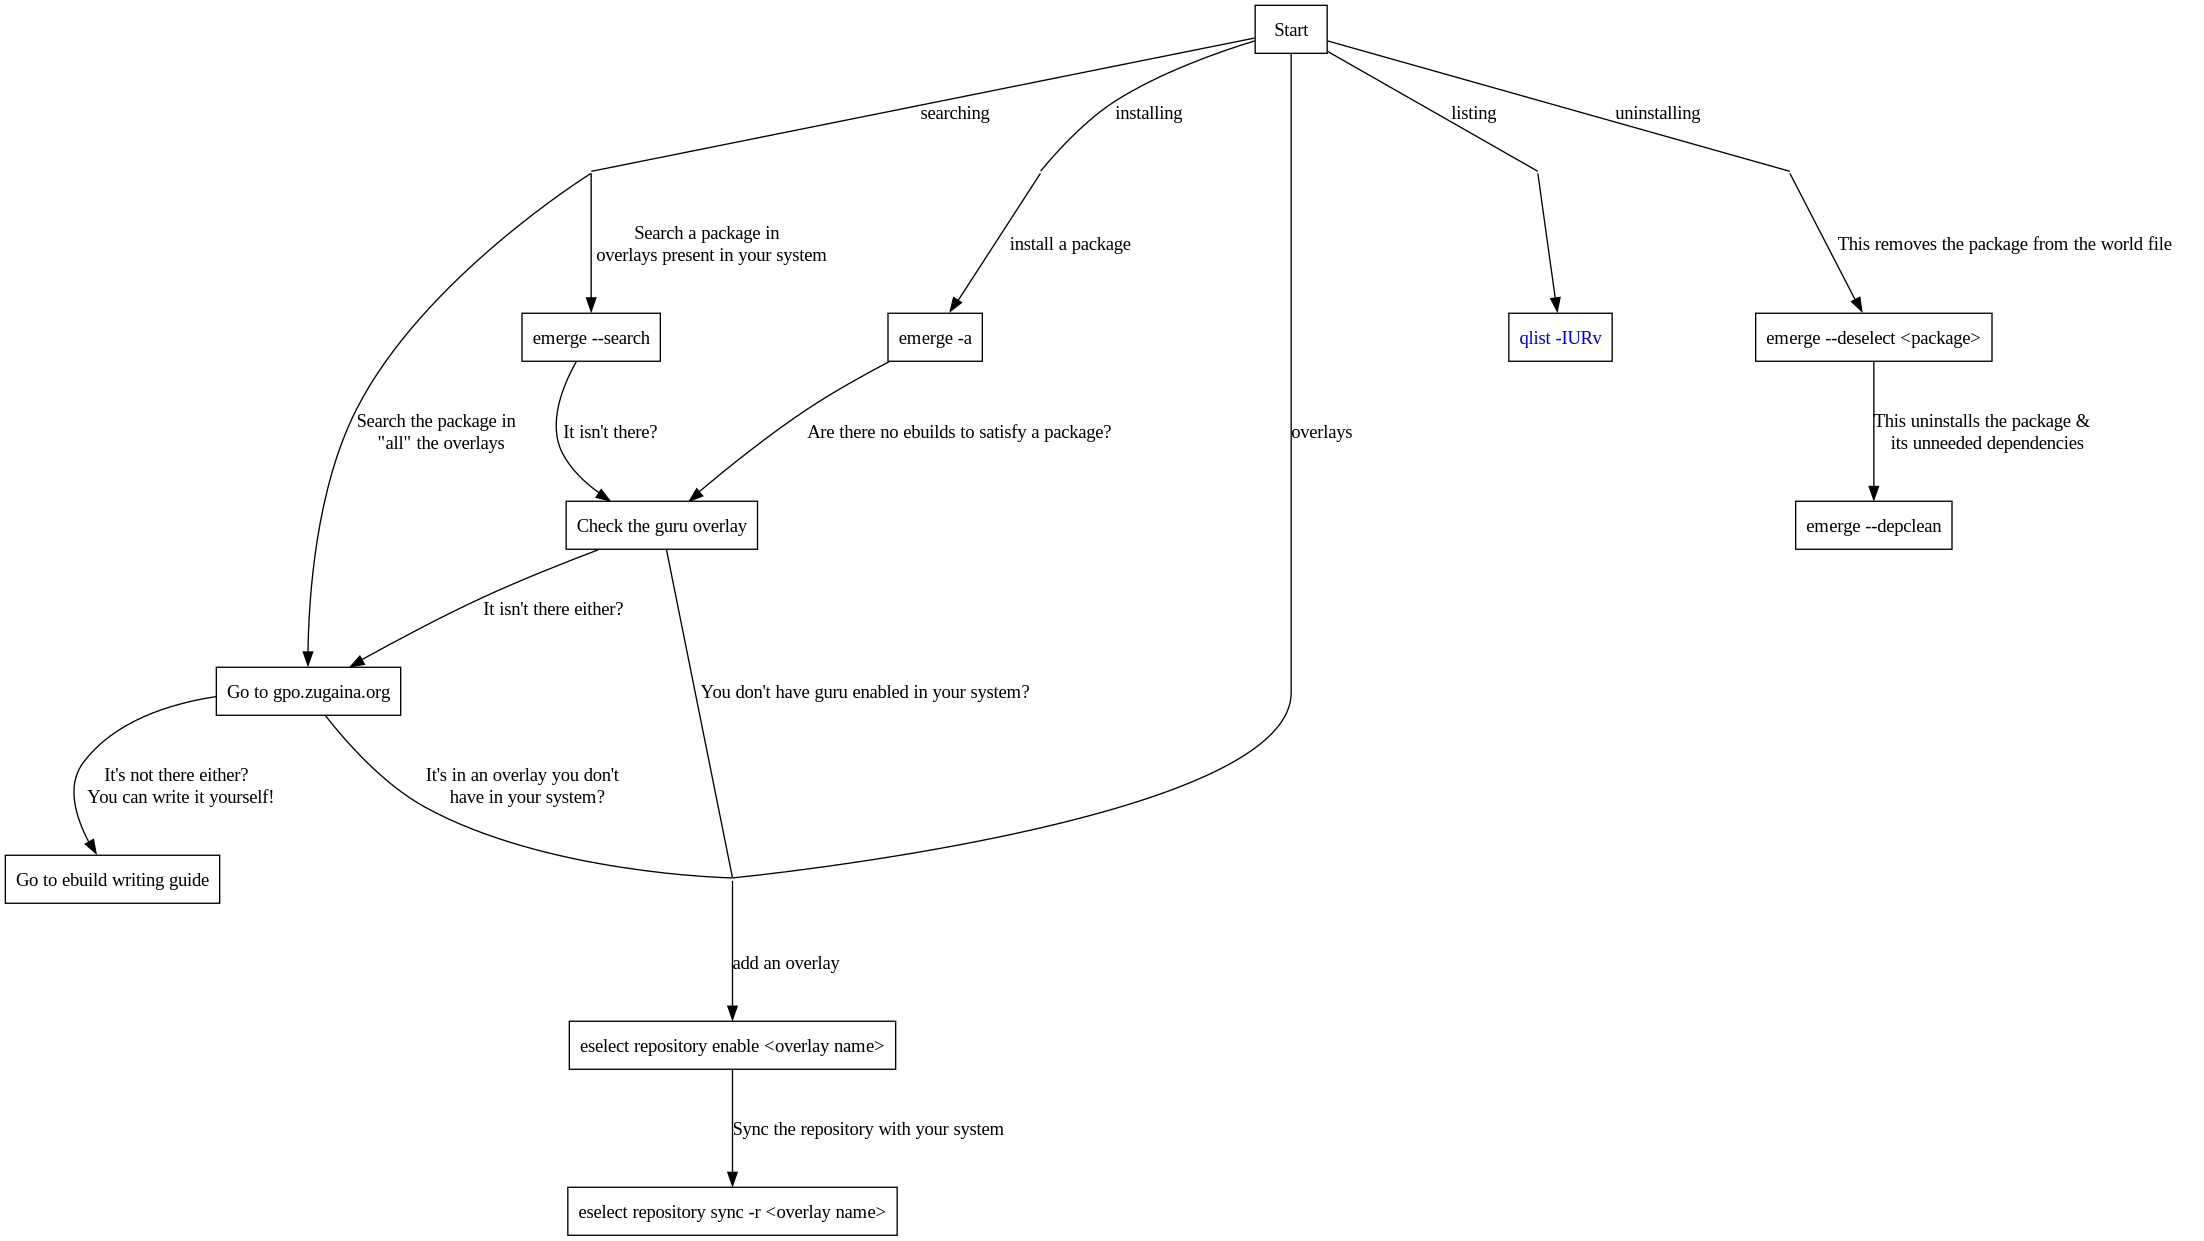 Start
searching
installing
listing
uninstalling
Search a package in
overlays present in your system
install a package
This removes the package from the world file
emerge --search
emerge -a
qlist -IURv
emerge --deselect <package>
Search the package in
"all" the overlays
It isn't there?
Are there no ebuilds to satisfy a package?
overlays
This uninstalls the package &
its unneeded dependencies
Check the guru overlay
emerge --depclean
It isn't there either?
Go to gpo.zugaina.org
You don't have guru enabled in your system?
It's not there either?
You can write it yourself!
It's in an overlay you don't
have in your system?
Go to ebuild writing guide
add an overlay
eselect repository enable <overlay name>
Sync the repository with your system
eselect repository sync -r <overlay name>